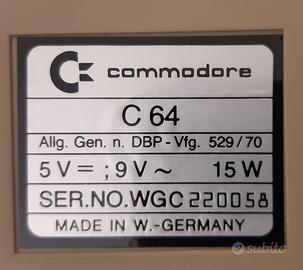 commodore
C 64
Allg. Gen. n. DBP - Vfg. 529/70
5 V ⎓ ; 9 V ~ 15 W
SER.NO.WGC 220058
MADE IN W.-GERMANY
subito